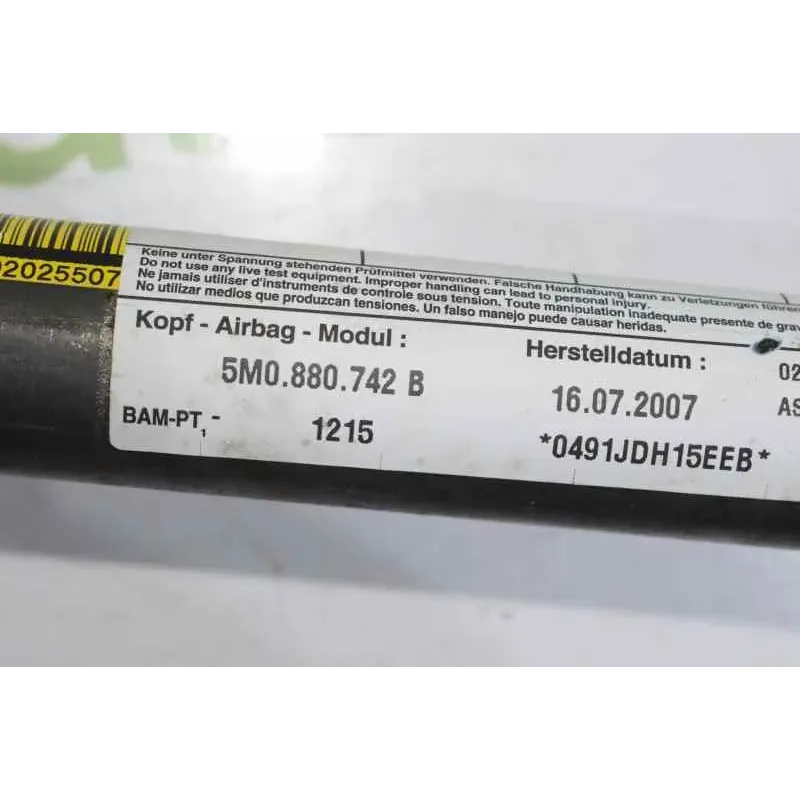 02025507
Keine unter Spannung stehenden Prüfmittel verwenden. Falsche Handhabung kann zu Verletzungen führen
Do not use any live test equipment. Improper handling can lead to personal injury.
Ne jamais utiliser d'instruments de controle sous tension. Toute manipulation inadequate presente de
No utilizar medios que produzcan tensiones. Un falso manejo puede causar heridas.
Kopf - Airbag - Modul :
5M0.880.742 B
BAM-PT, -
1215
Herstelldatum :
16.07.2007
*0491JDH15EEB*
02
AS